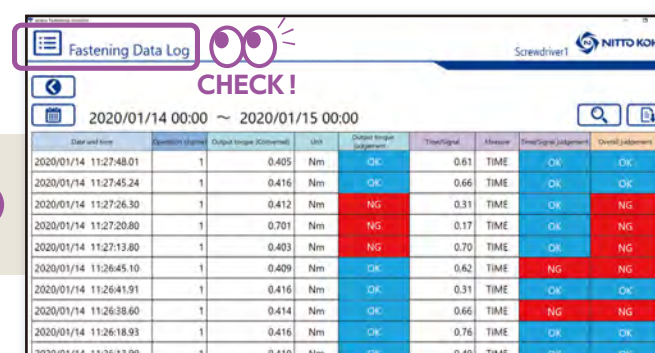 Fastening Data Log
Screwdriver1 NITTO KOH
CHECK!
2020/01/14 00:00 ～ 2020/01/15 00:00
Date and time Operation channel Output torque (Converted) Unit Output torque judgement Time/Signal Measure Time/Signal judgement Overall judgement
2020/01/14 11:27:48.01 1 0.405 Nm OK 0.61 TIME OK OK
2020/01/14 11:27:45.24 1 0.416 Nm OK 0.66 TIME OK OK
2020/01/14 11:27:26.30 1 0.412 Nm NG 0.31 TIME OK NG
2020/01/14 11:27:20.80 1 0.701 Nm NG 0.17 TIME OK NG
2020/01/14 11:27:13.80 1 0.403 Nm NG 0.70 TIME OK NG
2020/01/14 11:26:45.10 1 0.409 Nm OK 0.62 TIME NG NG
2020/01/14 11:26:41.91 1 0.416 Nm OK 0.31 TIME OK OK
2020/01/14 11:26:38.60 1 0.414 Nm OK 0.66 TIME NG NG
2020/01/14 11:26:18.93 1 0.416 Nm OK 0.76 TIME OK OK